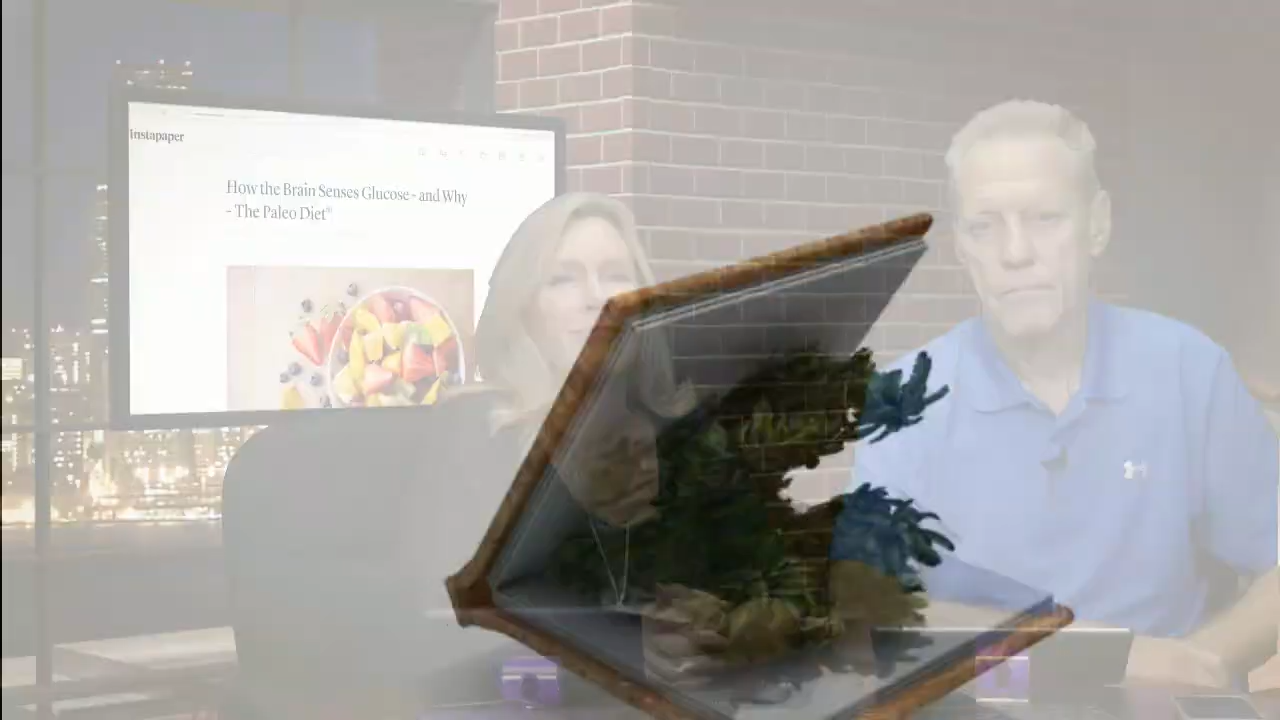 Instapaper
How the Brain Senses Glucose - and Why
- The Paleo Diet®